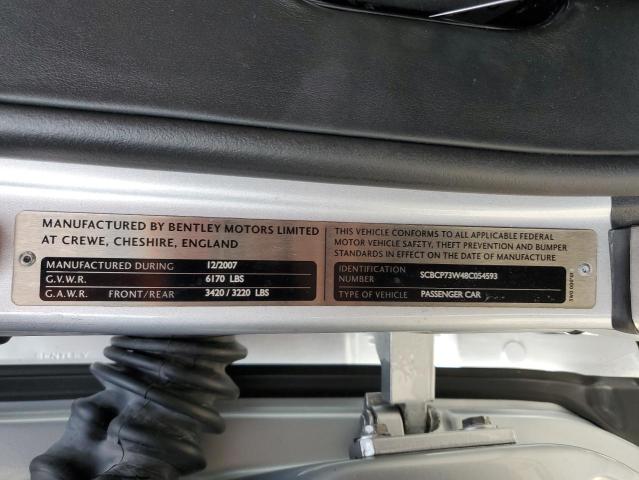 MANUFACTURED BY BENTLEY MOTORS LIMITED
AT CREWE, CHESHIRE, ENGLAND
MANUFACTURED DURING 12/2007
G.V.W.R. 6170 LBS
G.A.W.R. FRONT/REAR 3420 / 3220 LBS
THIS VEHICLE CONFORMS TO ALL APPLICABLE FEDERAL
MOTOR VEHICLE SAFETY, THEFT PREVENTION AND BUMPER
STANDARDS IN EFFECT ON THE DATE OF MANUFACTURE
IDENTIFICATION
NUMBER SCBCP73W48C054593
TYPE OF VEHICLE PASSENGER CAR
BENTLEY